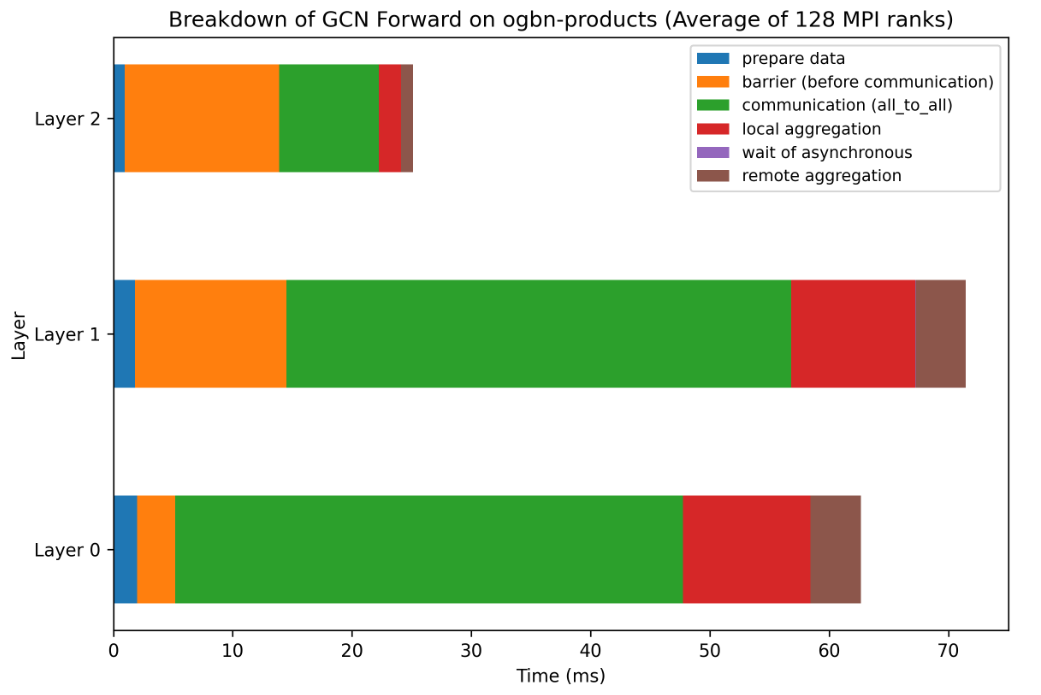 Breakdown of GCN Forward on ogbn-products (Average of 128 MPI ranks)
prepare data
barrier (before communication)
communication (all_to_all)
local aggregation
wait of asynchronous
remote aggregation
Layer 2
Layer 1
Layer 0
Layer
0 10 20 30 40 50 60 70
Time (ms)